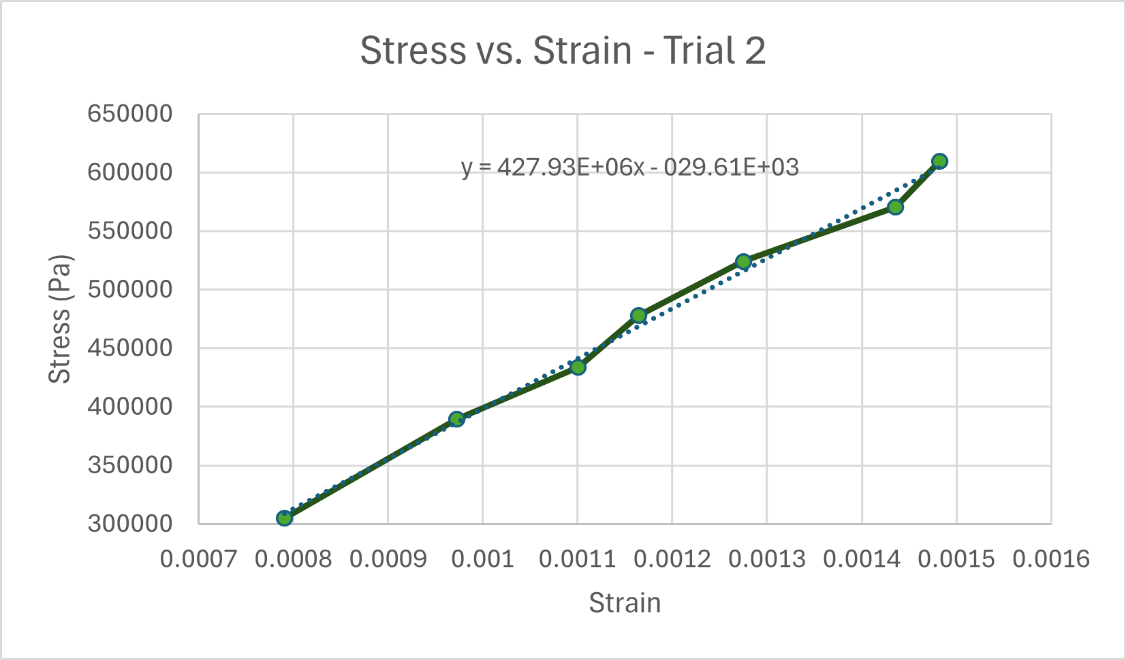 Stress vs. Strain - Trial 2
650000
600000
550000
500000
450000
400000
350000
300000
Stress (Pa)
y = 427.93E+06x - 029.61E+03
0.0007 0.0008 0.0009 0.001 0.0011 0.0012 0.0013 0.0014 0.0015 0.0016
Strain